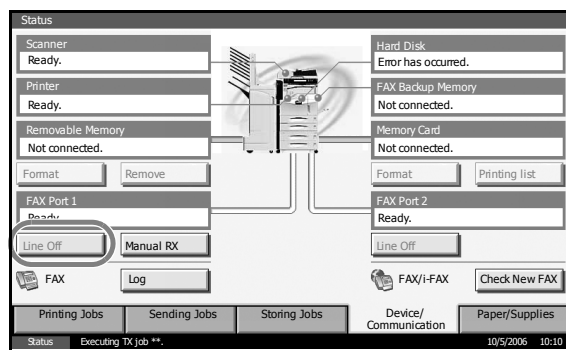 Status
Scanner
Ready.
Hard Disk
Error has occurred.
Printer
Ready.
FAX Backup Memory
Not connected.
Removable Memory
Not connected.
Memory Card
Not connected.
Format Remove
Format Printing list
FAX Port 1
Ready.
FAX Port 2
Ready.
Line Off Manual RX
Line Off
FAX Log
FAX/i-FAX Check New FAX
Printing Jobs Sending Jobs Storing Jobs Device/
Communication Paper/Supplies
Status Executing TX job **. 10/5/2006 10:10